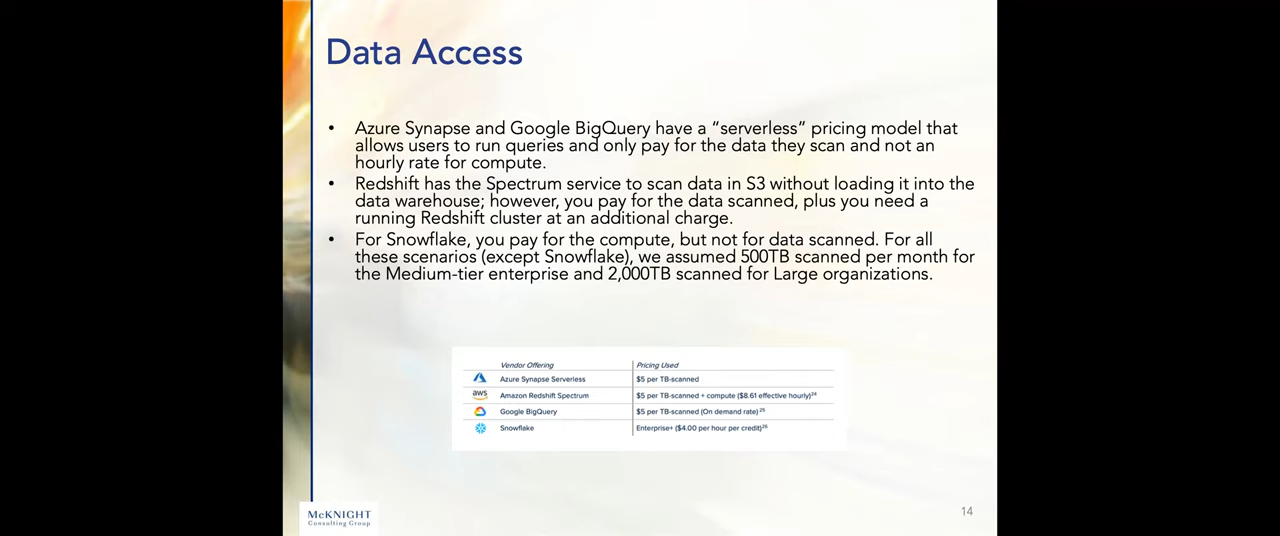 Data Access
• Azure Synapse and Google BigQuery have a “serverless” pricing model that
allows users to run queries and only pay for the data they scan and not an
hourly rate for compute.
• Redshift has the Spectrum service to scan data in S3 without loading it into the
data warehouse; however, you pay for the data scanned, plus you need a
running Redshift cluster at an additional charge.
• For Snowflake, you pay for the compute, but not for data scanned. For all
these scenarios (except Snowflake), we assumed 500TB scanned per month for
the Medium-tier enterprise and 2,000TB scanned for Large organizations.
Vendor Offering Pricing Used
Azure Synapse Serverless $5 per TB-scanned
aws Amazon Redshift Spectrum $5 per TB-scanned + compute ($8.61 effective hourly)24
Google BigQuery $5 per TB-scanned (On demand rate)25
Snowflake Enterprise+ ($4.00 per hour per credit)26
McKNIGHT
Consulting Group
14